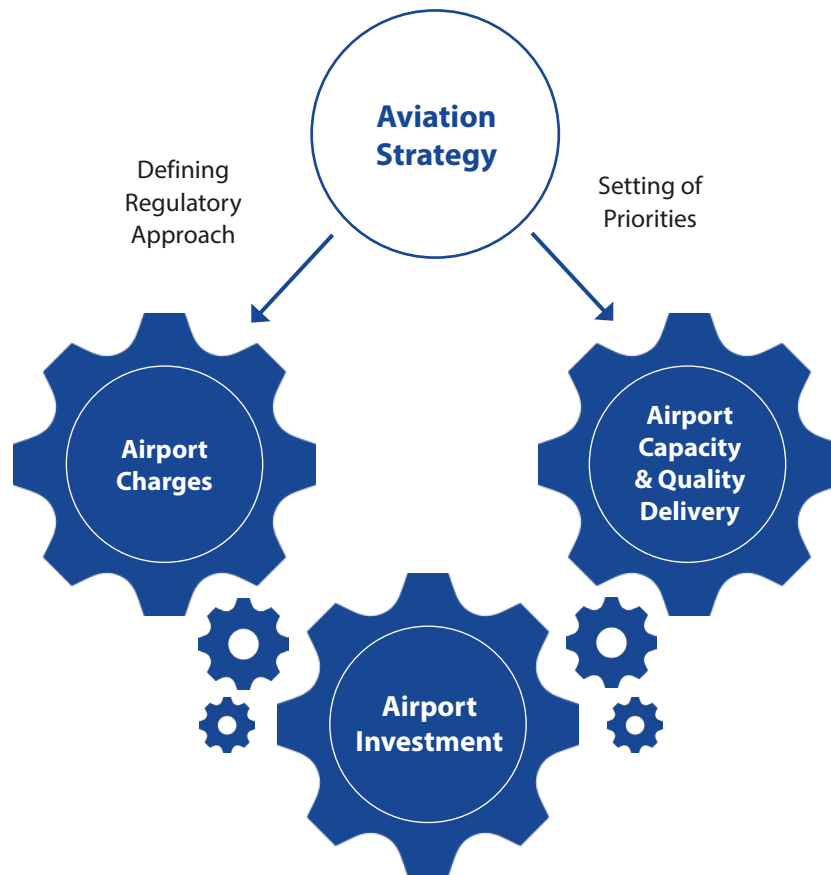 Aviation
Strategy
Defining
Regulatory
Approach
Setting of
Priorities
Airport
Charges
Airport
Capacity
& Quality
Delivery
Airport
Investment